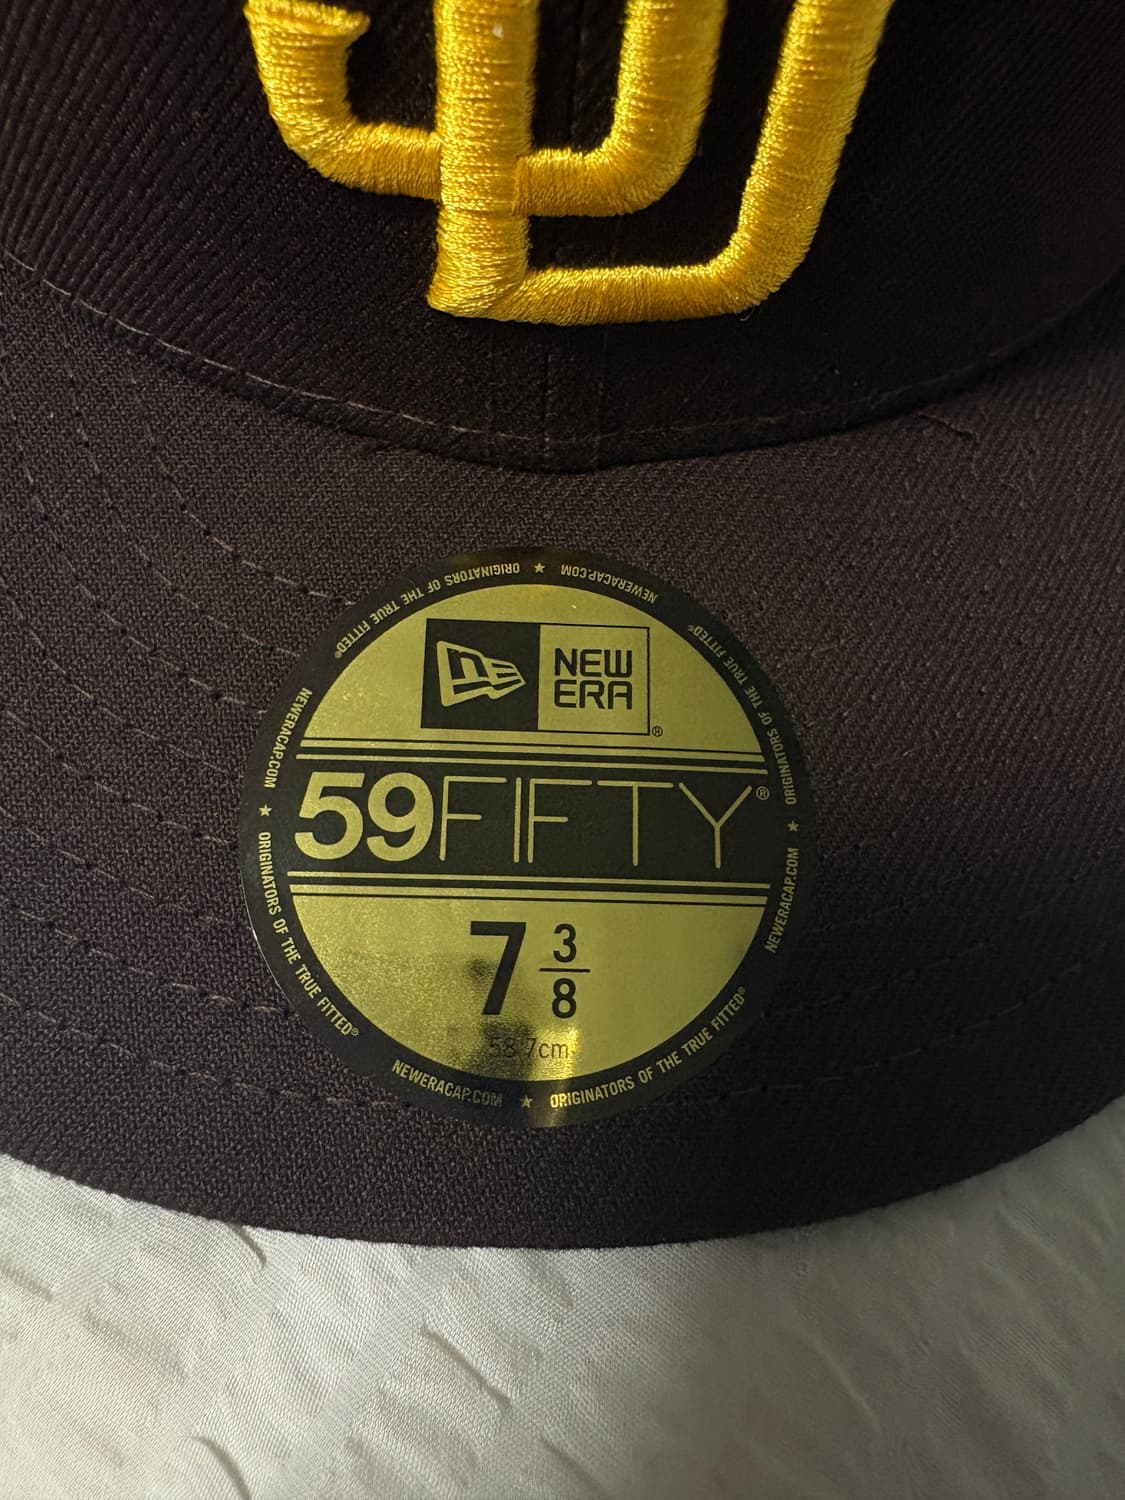 SD
NEW
ERA
®
59FIFTY®
7 3/8
58.7cm
NEWERACAP.COM ★ ORIGINATORS OF THE TRUE FITTED®
NEWERACAP.COM ★ ORIGINATORS OF THE TRUE FITTED®
NEWERACAP.COM ★ ORIGINATORS OF THE TRUE FITTED®
NEWERACAP.COM ★ ORIGINATORS OF THE TRUE FITTED®